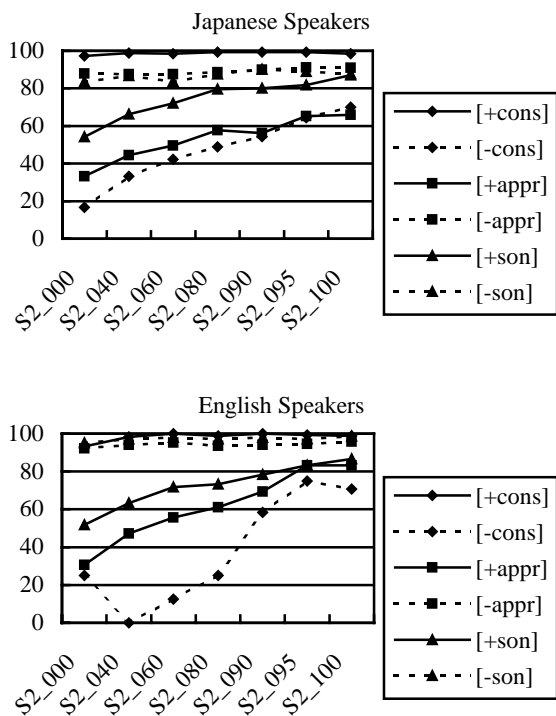 Japanese Speakers
100
80
60
40
20
0
S2_000
S2_040
S2_060
S2_080
S2_090
S2_095
S2_100
[+cons]
[-cons]
[+appr]
[-appr]
[+son]
[-son]
English Speakers
100
80
60
40
20
0
S2_000
S2_040
S2_060
S2_080
S2_090
S2_095
S2_100
[+cons]
[-cons]
[+appr]
[-appr]
[+son]
[-son]